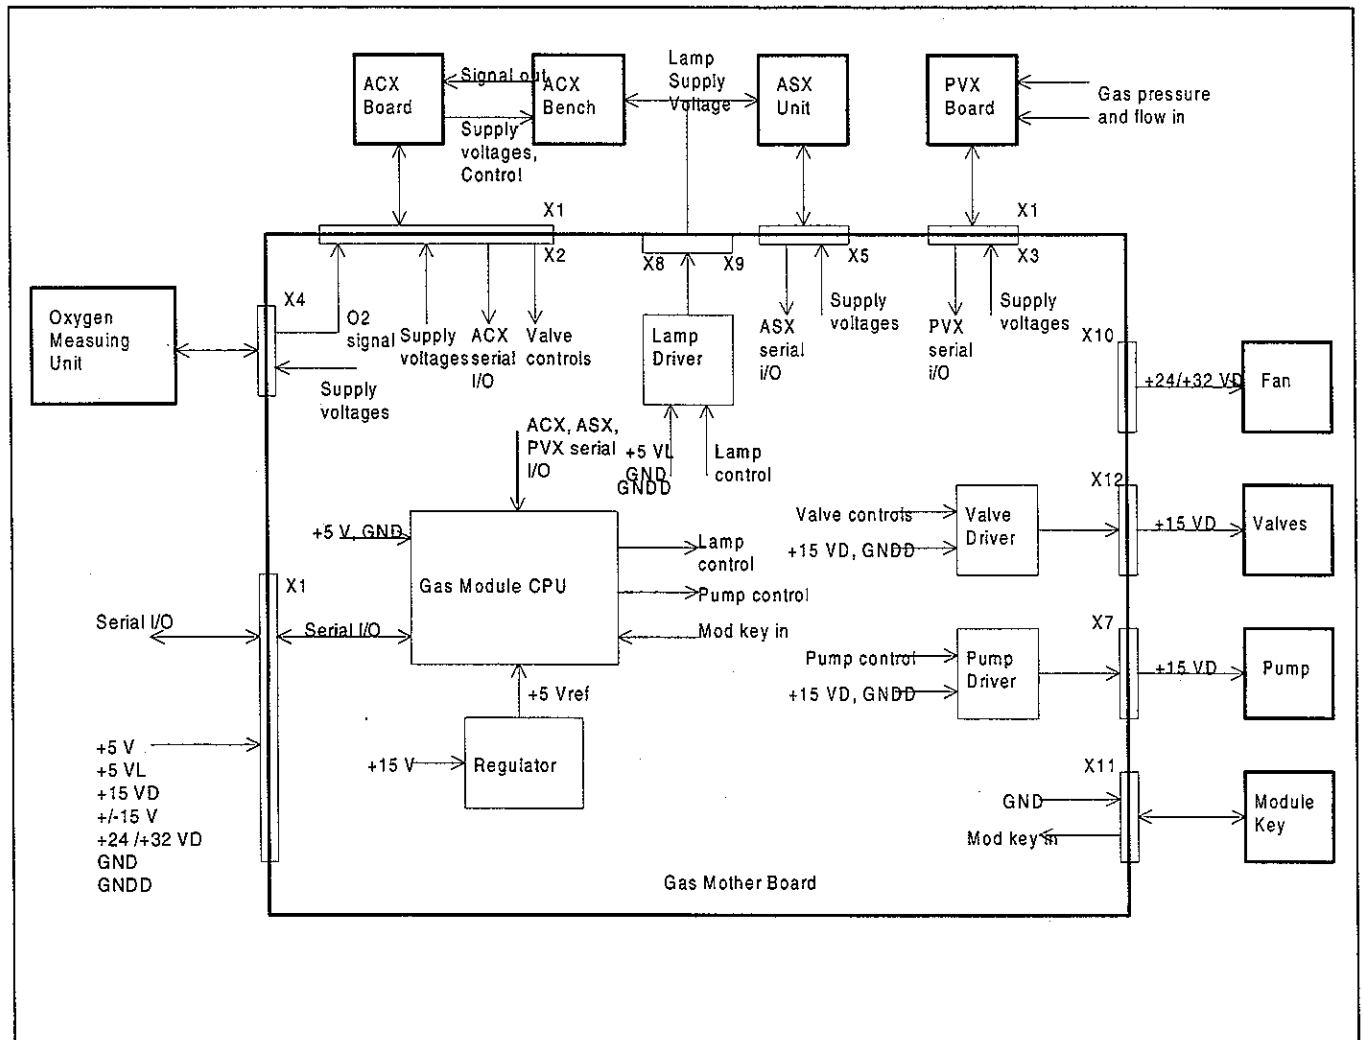 ACX
Board
Signal out
Supply
voltages,
Control
ACX
Bench
Lamp
Supply
Voltage
ASX
Unit
PVX
Board
Gas pressure
and flow in
X1
X2
X8
X9
X5
X1
X3
Oxygen
Measuing
Unit
X4
O2
signal
Supply
voltages
Supply
voltages
ACX
serial
I/O
Valve
controls
Lamp
Driver
ASX
serial
i/O
Supply
voltages
PVX
serial
i/O
Supply
voltages
X10
+24/+32 VD
Fan
ACX, ASX,
PVX serial
I/O
+5 VL
GND
GNDD
Lamp
control
+5 V, GND
Gas Module CPU
Lamp
control
Pump control
Mod key in
Valve controls
+15 VD, GNDD
Valve
Driver
X12
+15 VD
Valves
Serial I/O
X1
Serial I/O
+5 Vref
+15 V
Regulator
Pump control
+15 VD, GNDD
Pump
Driver
X7
+15 VD
Pump
+5 V
+5 VL
+15 VD
+/-15 V
+24 /+32 VD
GND
GNDD
X11
GND
Mod key in
Module
Key
Gas Mother Board